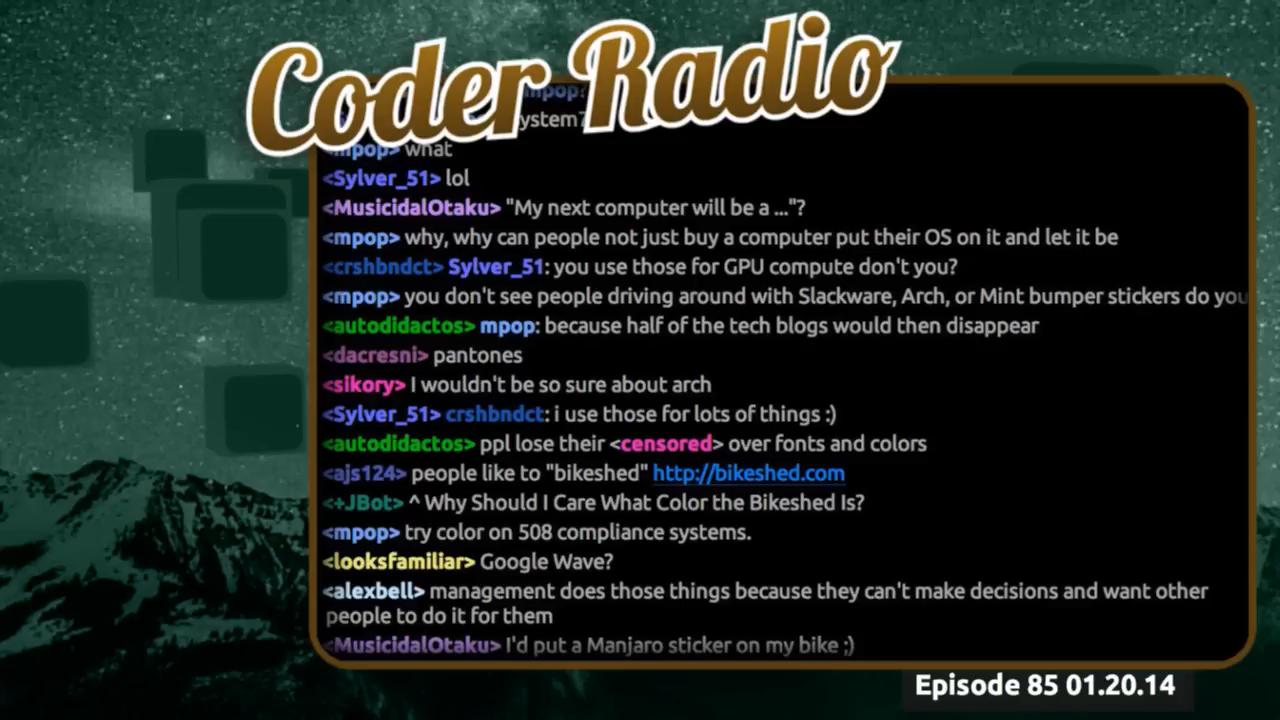 Coder Radio
mpop
ystem?
<mpop> what
<Sylver_51> lol
<MusicidalOtaku> "My next computer will be a ..."?
<mpop> why, why can people not just buy a computer put their OS on it and let it be
<crshbndct> Sylver_51: you use those for GPU compute don't you?
<mpop> you don't see people driving around with Slackware, Arch, or Mint bumper stickers do you
<autodidactos> mpop: because half of the tech blogs would then disappear
<dacresni> pantones
<sikory> I wouldn't be so sure about arch
<Sylver_51> crshbndct: i use those for lots of things :)
<autodidactos> ppl lose their <censored> over fonts and colors
<ajs124> people like to "bikeshed" http://bikeshed.com
<+JBot> ^ Why Should I Care What Color the Bikeshed Is?
<mpop> try color on 508 compliance systems.
<looksfamiliar> Google Wave?
<alexbell> management does those things because they can't make decisions and want other
people to do it for them
<MusicidalOtaku> I'd put a Manjaro sticker on my bike ;)
Episode 85 01.20.14